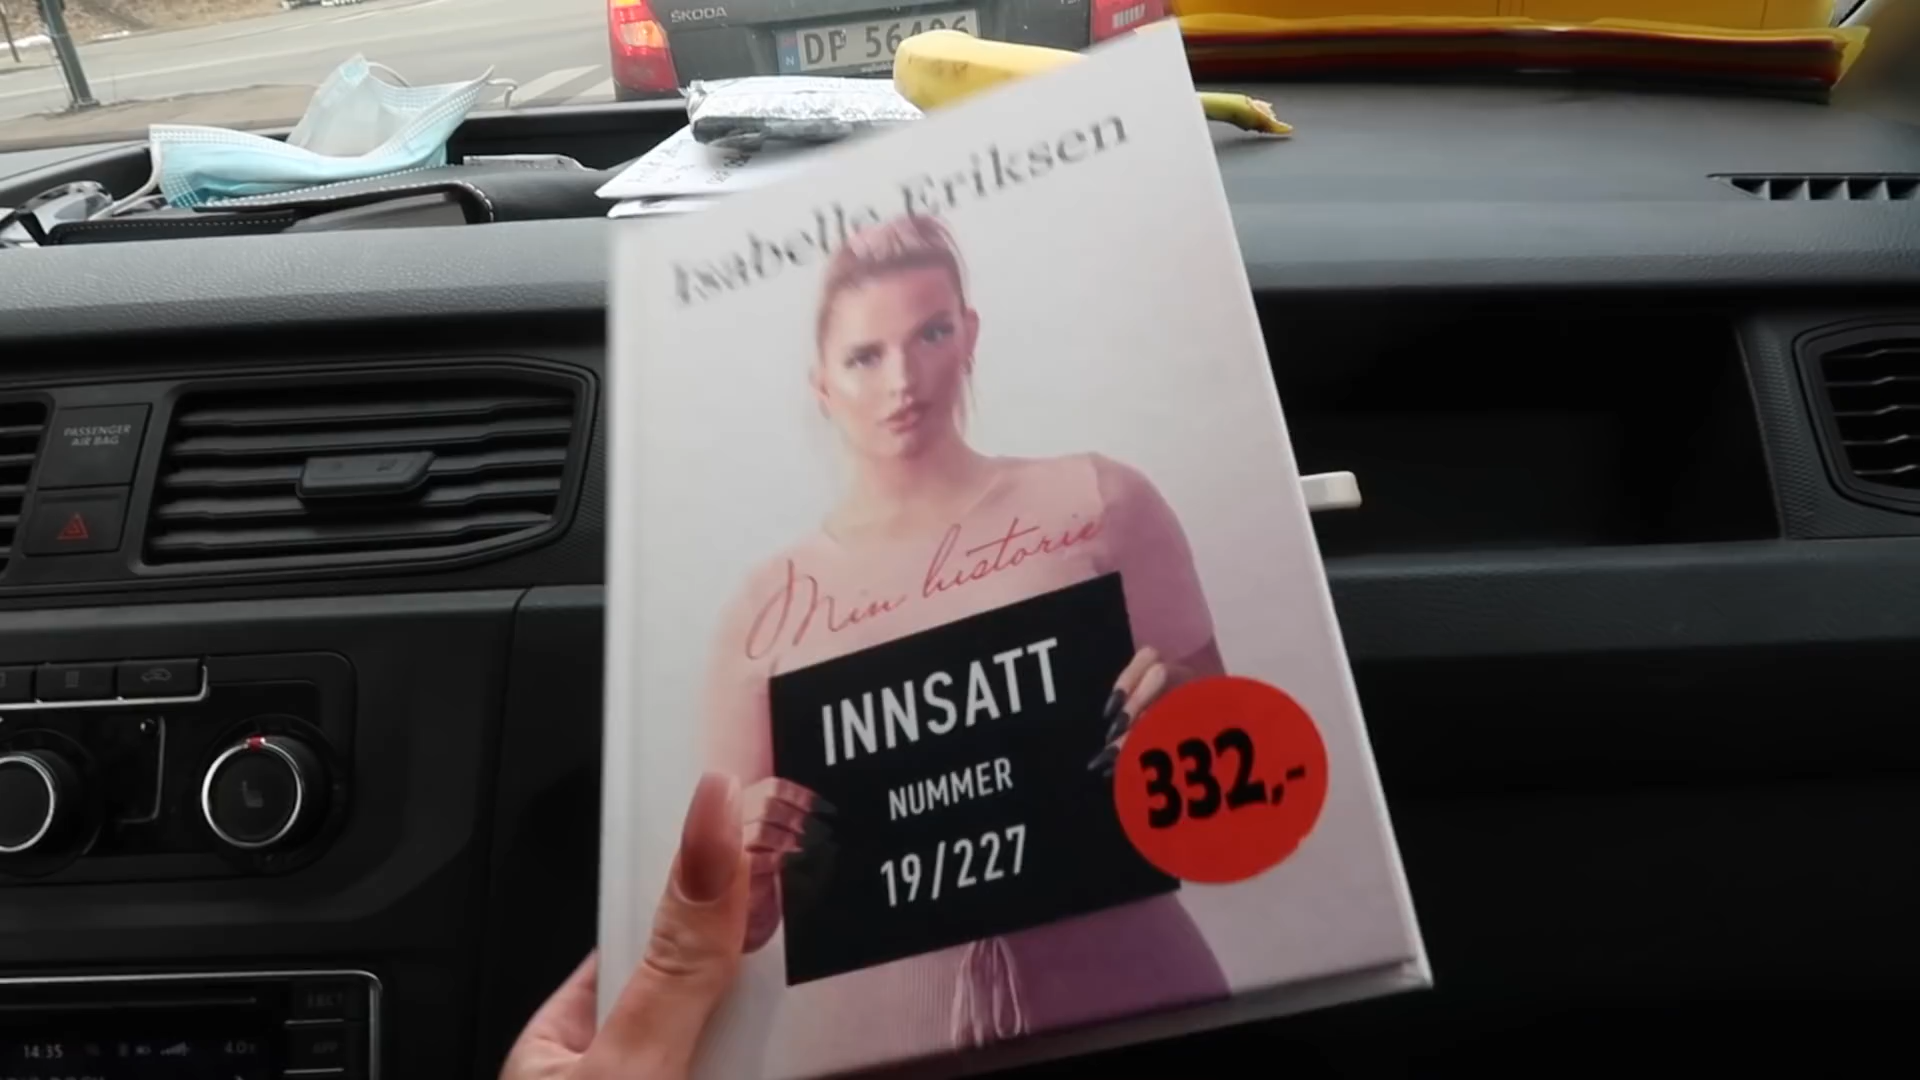 ŠKODA
DP 56406
N
Isabelle Eriksen
Min historie
INNSATT
NUMMER
19/227
332,-
PASSENGER
AIR BAG
14:35